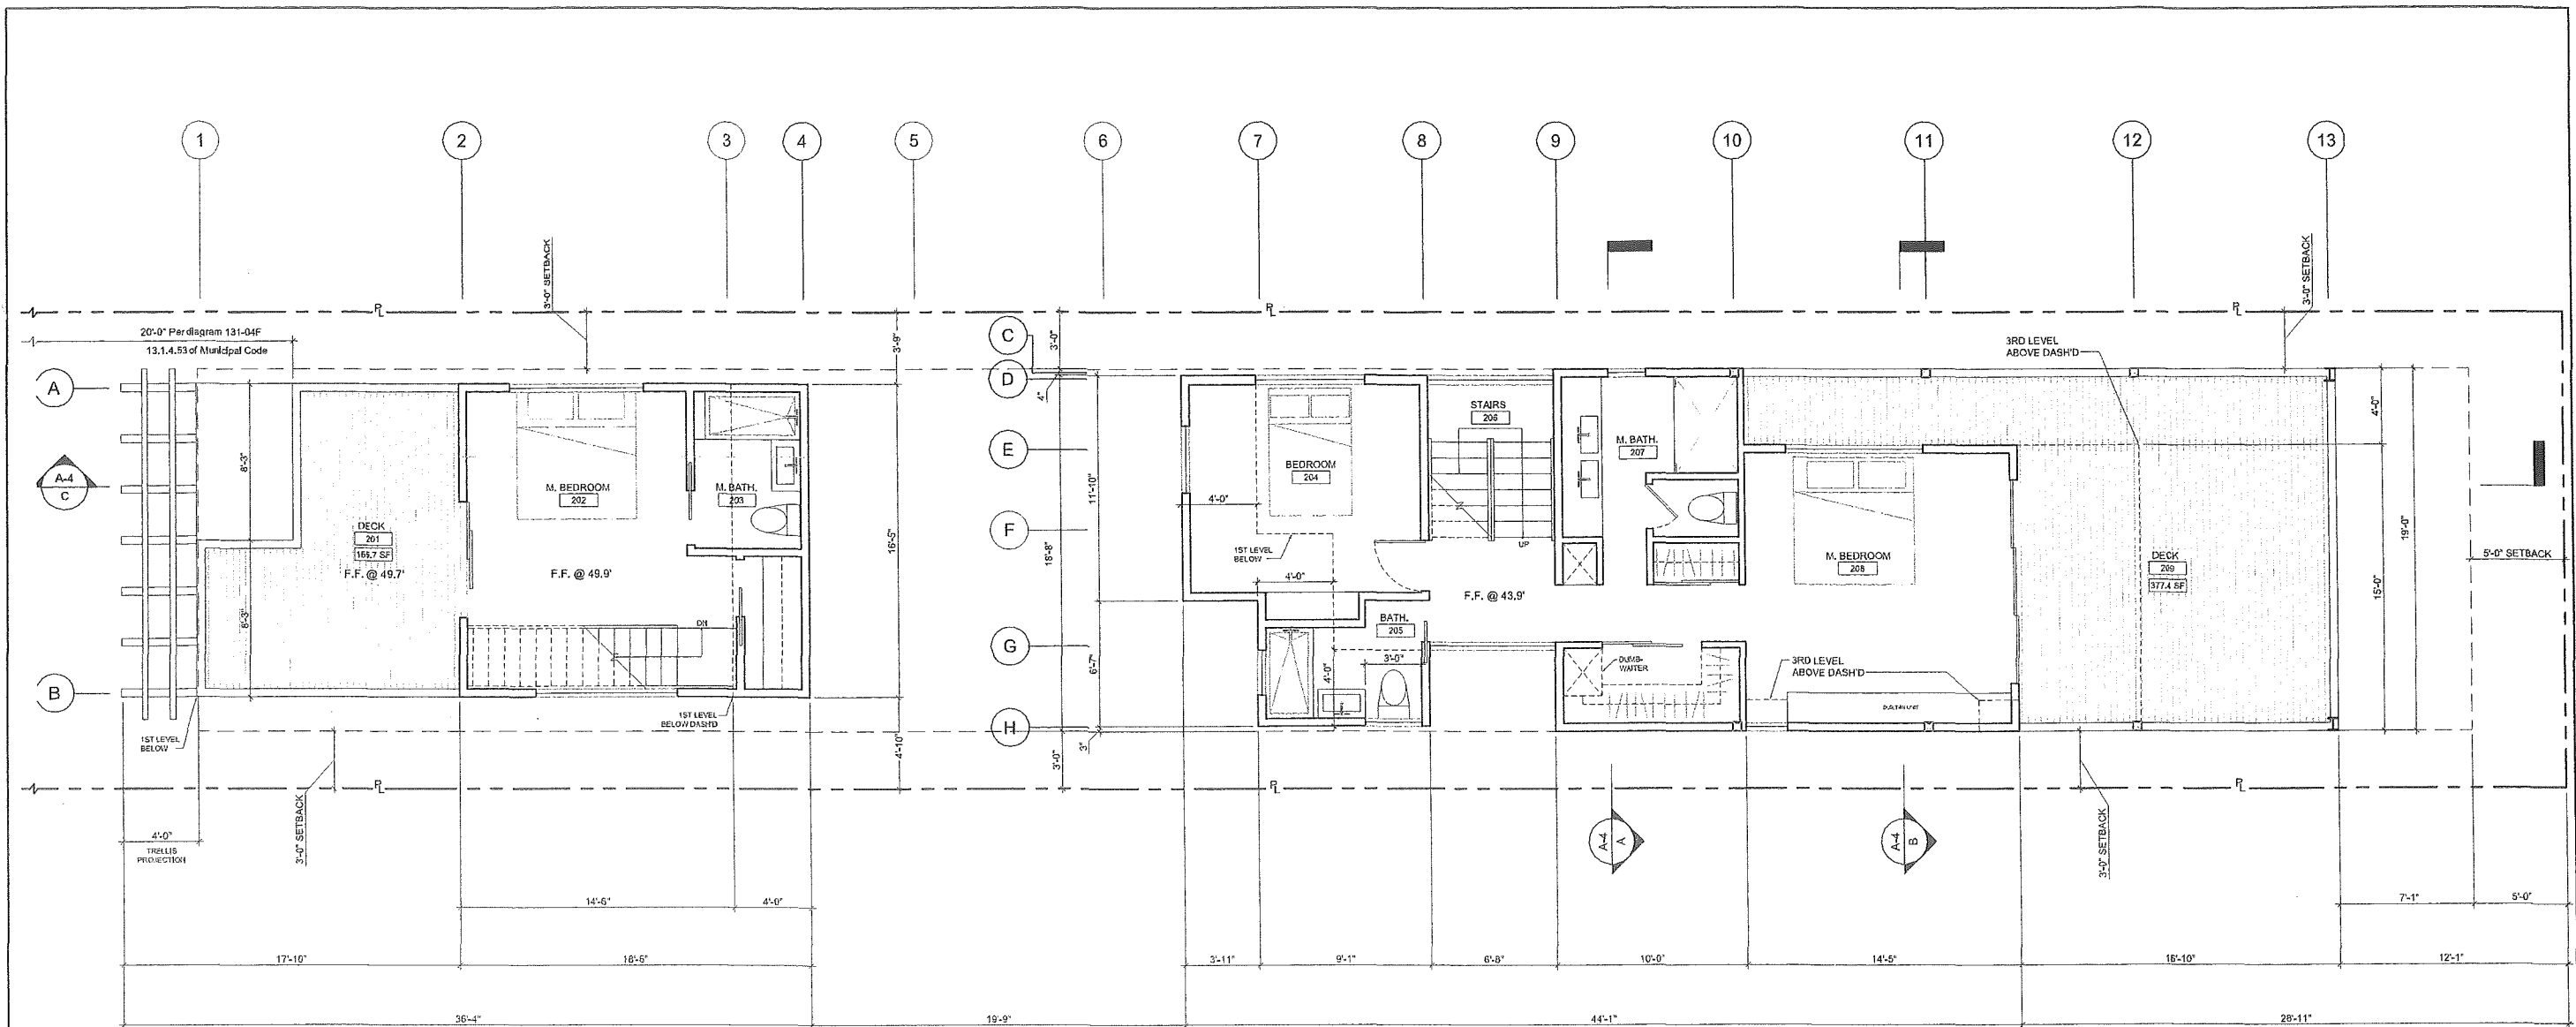 1
2
3
4
5
6
7
8
9
10
11
12
13
3'-0" SETBACK
3'-0" SETBACK
PL
PL
PL
20'-0" Per diagram 131-04F
13.1.4.53 of Municipal Code
3'-9"
C
3'-0"
3RD LEVEL
ABOVE DASH'D
A
D
4"
8'-3"
STAIRS
206
4'-0"
M. BATH.
207
E
A-4
C
M. BEDROOM
202
M. BATH.
203
BEDROOM
204
11'-10"
4'-0"
19'-0"
DECK
201
F
16'-5"
18'-8"
1ST LEVEL
BELOW
UP
M. BEDROOM
208
DECK
209
377.4 SF
5'-0" SETBACK
F.F. @ 49.7'
F.F. @ 49.9'
4'-0"
F.F. @ 43.9'
15'-0"
8'-3"
DN
G
6'-7"
BATH.
205
3'-0"
4'-0"
DUMB-
WAITER
3RD LEVEL
ABOVE DASH'D
B
1ST LEVEL
BELOW
1ST LEVEL
BELOW DASH'D
H
3"
4'-10"
3'-0"
PL
PL
PL
4'-0"
TRELLIS
PROJECTION
3'-0" SETBACK
A-4
A
A-4
B
3'-0" SETBACK
14'-6"
4'-0"
7'-1"
5'-0"
17'-10"
18'-6"
3'-11"
9'-1"
6'-8"
10'-0"
14'-5"
16'-10"
12'-1"
36'-4"
19'-9"
44'-1"
28'-11"